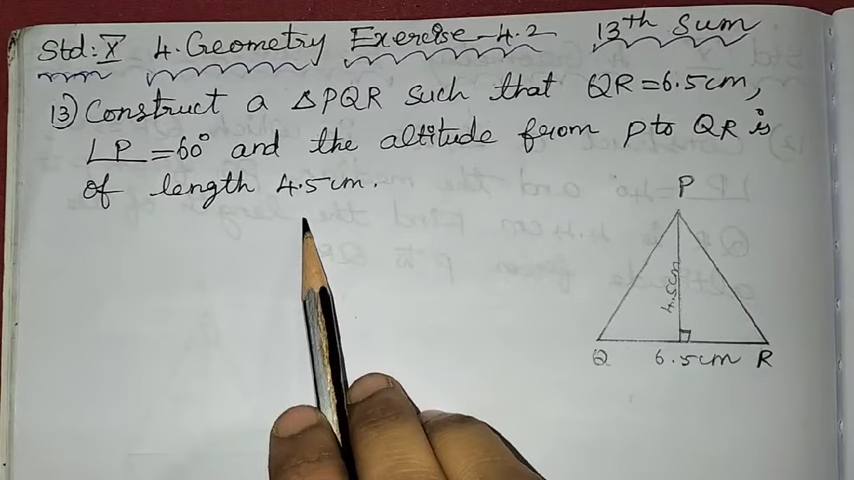 Std: X 4. Geometry Exercise-4.2 13th Sum
13) Construct a △PQR such that QR=6.5cm,
∠P=60° and the altitude from P to QR is
of length 4.5cm.
P
4.5cm
Q 6.5cm R